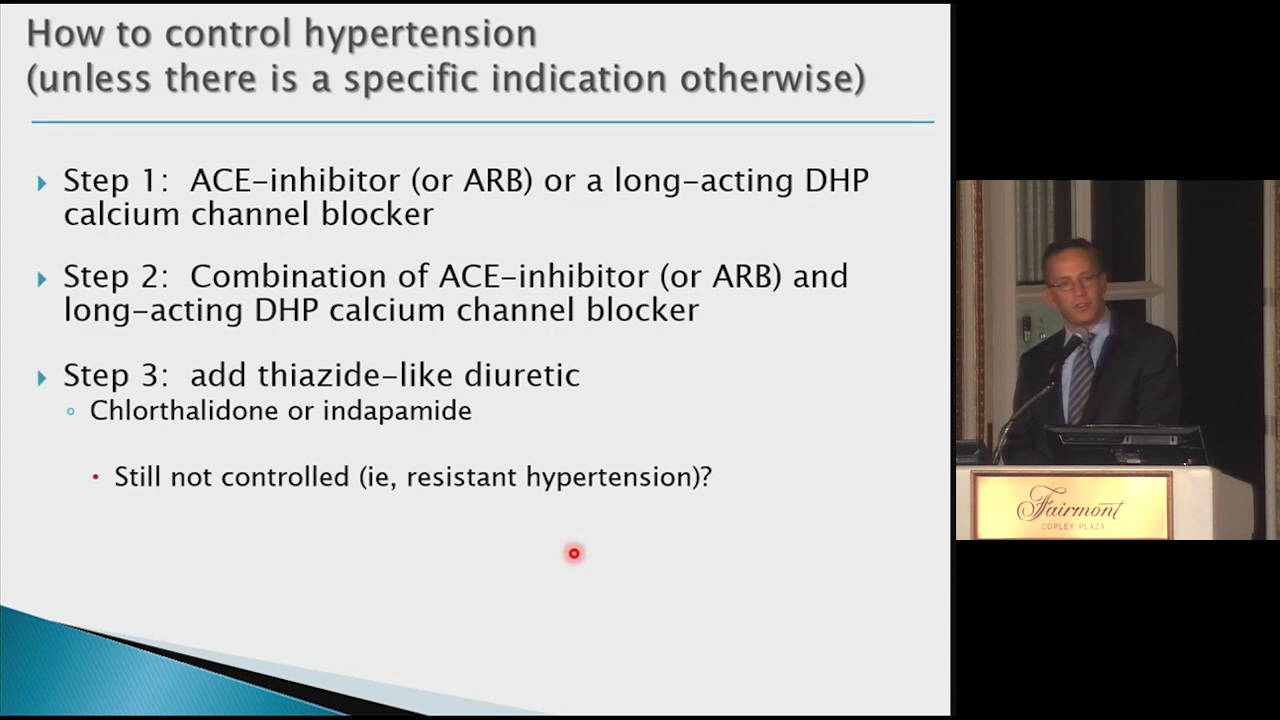 How to control hypertension
(unless there is a specific indication otherwise)
Step 1: ACE-inhibitor (or ARB) or a long-acting DHP
calcium channel blocker
Step 2: Combination of ACE-inhibitor (or ARB) and
long-acting DHP calcium channel blocker
Step 3: add thiazide-like diuretic
Chlorthalidone or indapamide
Still not controlled (ie, resistant hypertension)?
Fairmont
COPLEY PLAZA